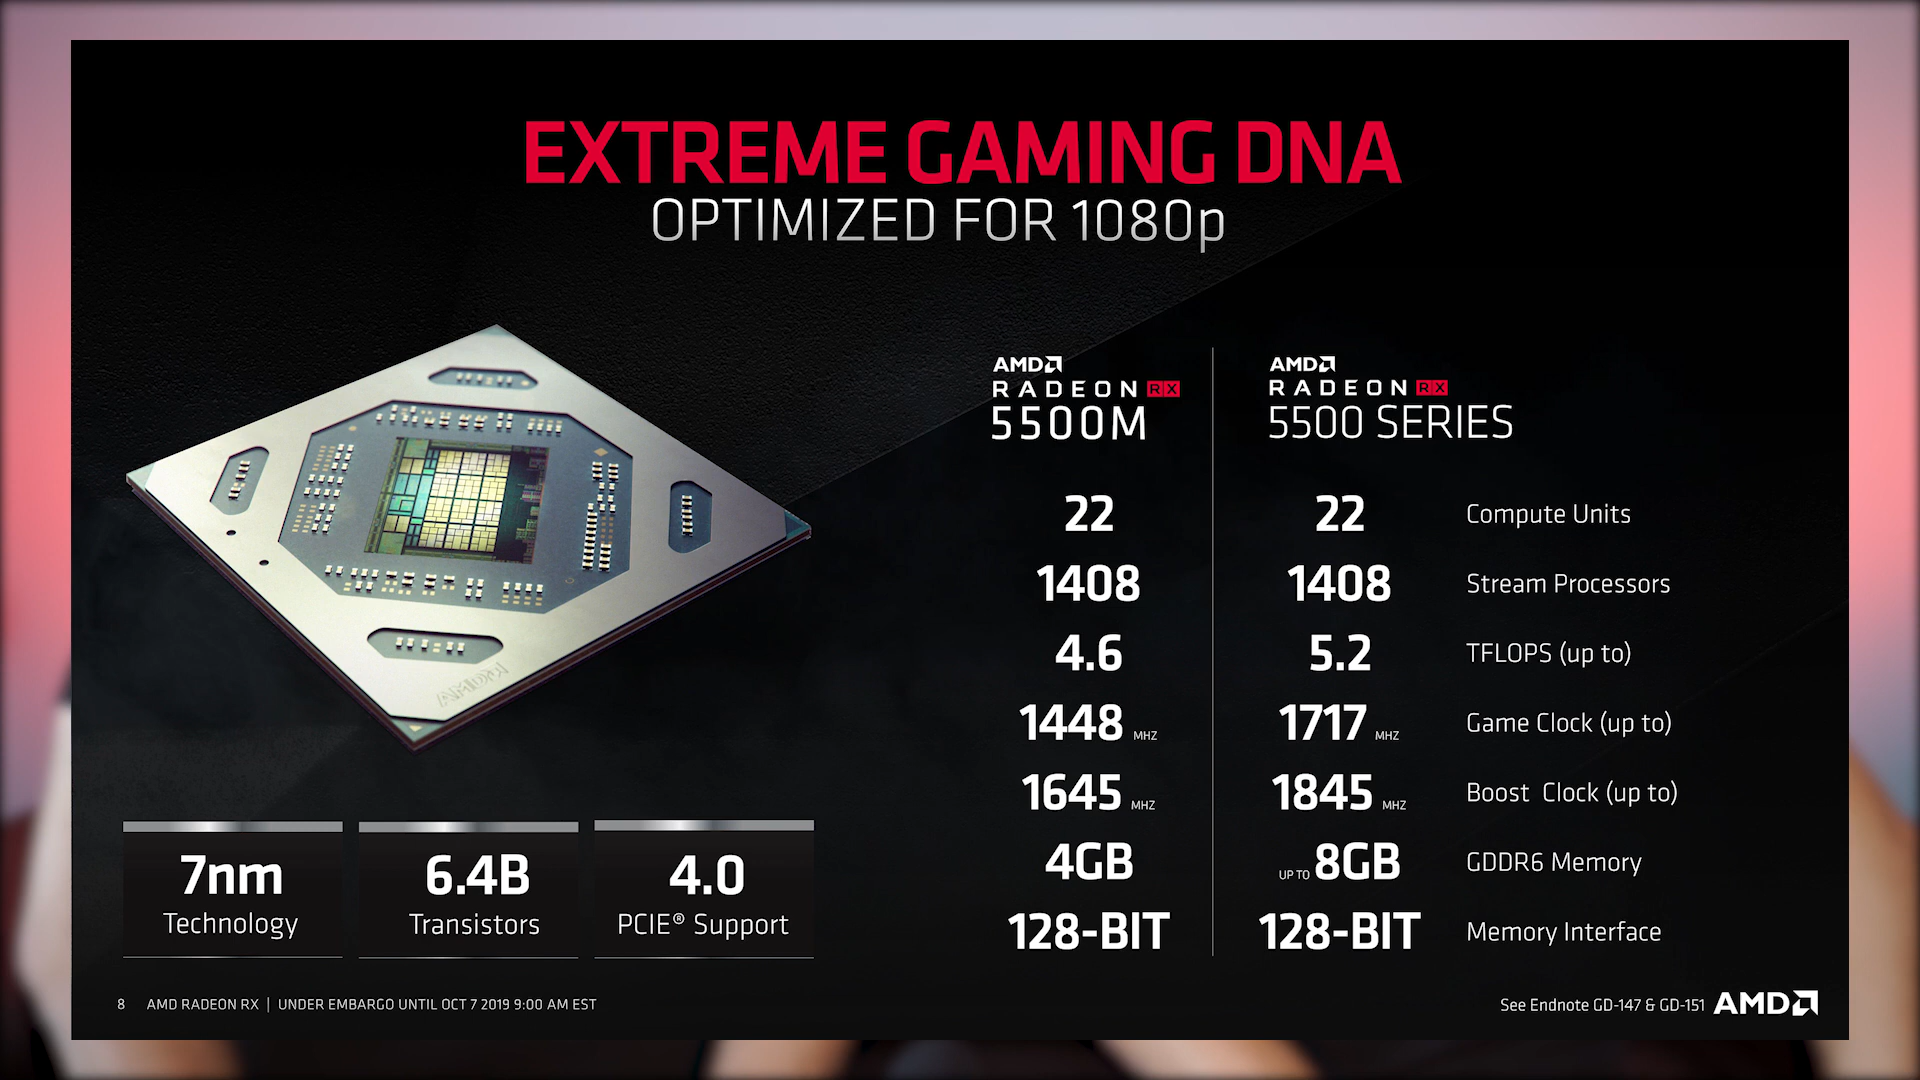 EXTREME GAMING DNA
OPTIMIZED FOR 1080p
AMD
RADEON RX
5500M
AMD
RADEON RX
5500 SERIES
22 22 Compute Units
1408 1408 Stream Processors
4.6 5.2 TFLOPS (up to)
1448 MHZ 1717 MHZ Game Clock (up to)
1645 MHZ 1845 MHZ Boost Clock (up to)
4GB UP TO 8GB GDDR6 Memory
128-BIT 128-BIT Memory Interface
AMD
7nm
Technology
6.4B
Transistors
4.0
PCIE® Support
8 AMD RADEON RX | UNDER EMBARGO UNTIL OCT 7 2019 9:00 AM EST
See Endnote GD-147 & GD-151 AMD